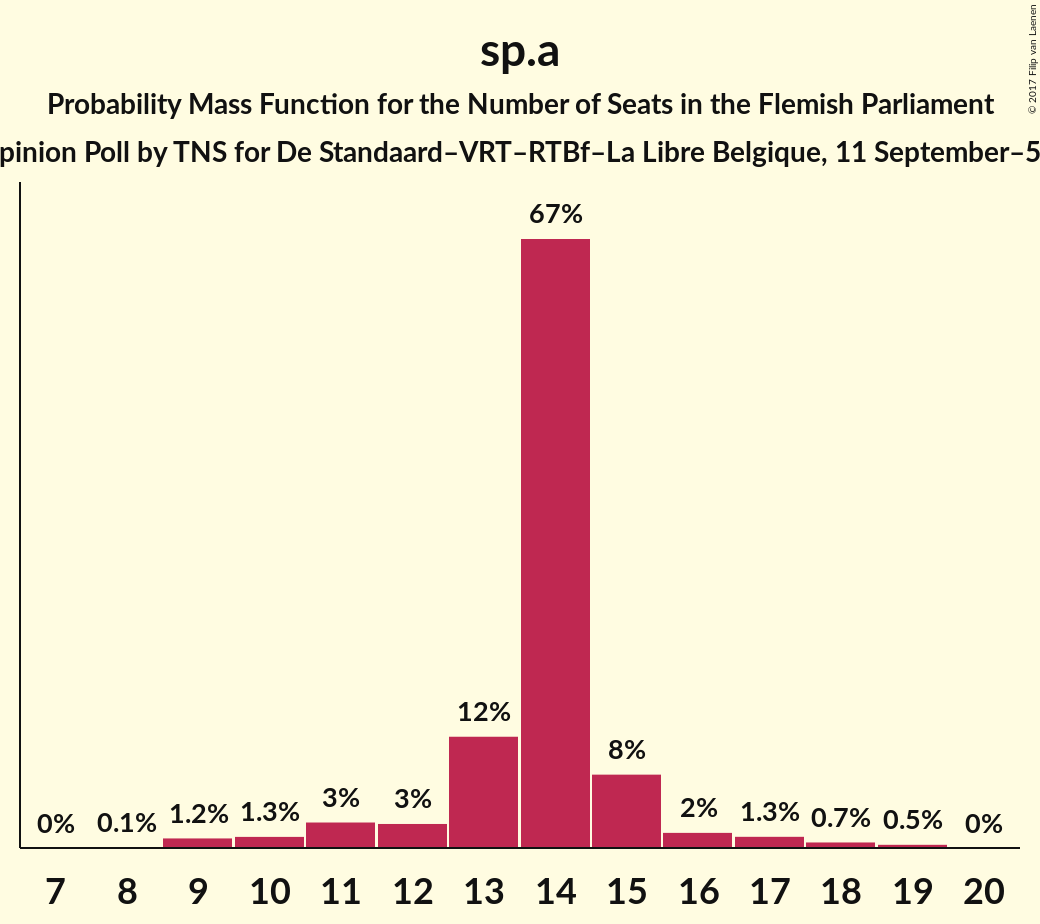 sp.a
Probability Mass Function for the Number of Seats in the Flemish Parliament
pinion Poll by TNS for De Standaard–VRT–RTBf–La Libre Belgique, 11 September–5
© 2017 Filip van Laenen
67%
12%
8%
3%
3%
2%
1.2%
1.3%
1.3%
0.7%
0.5%
0%
0.1%
0%
7 8 9 10 11 12 13 14 15 16 17 18 19 20